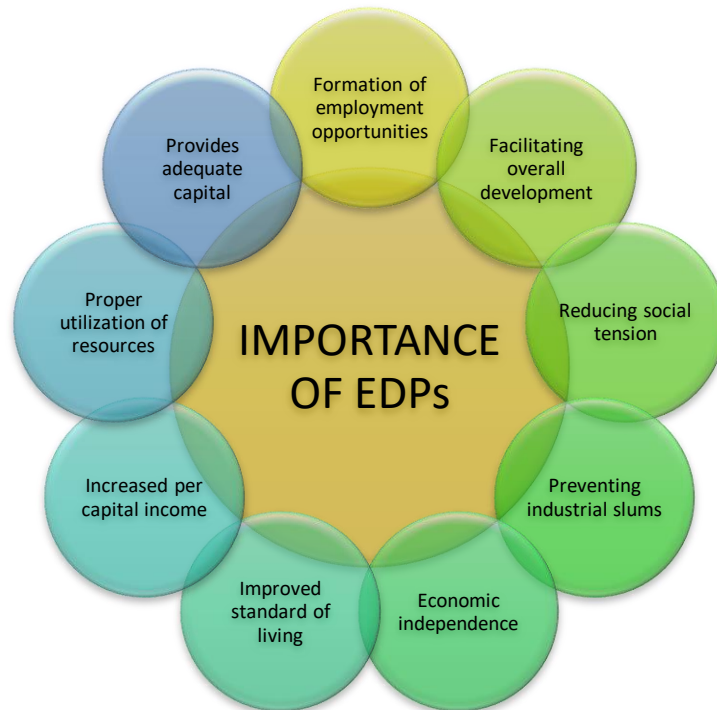 IMPORTANCE
OF EDPs
Formation of
employment
opportunities
Facilitating
overall
development
Reducing social
tension
Preventing
industrial slums
Economic
independence
Improved
standard of
living
Increased per
capital income
Proper
utilization of
resources
Provides
adequate
capital